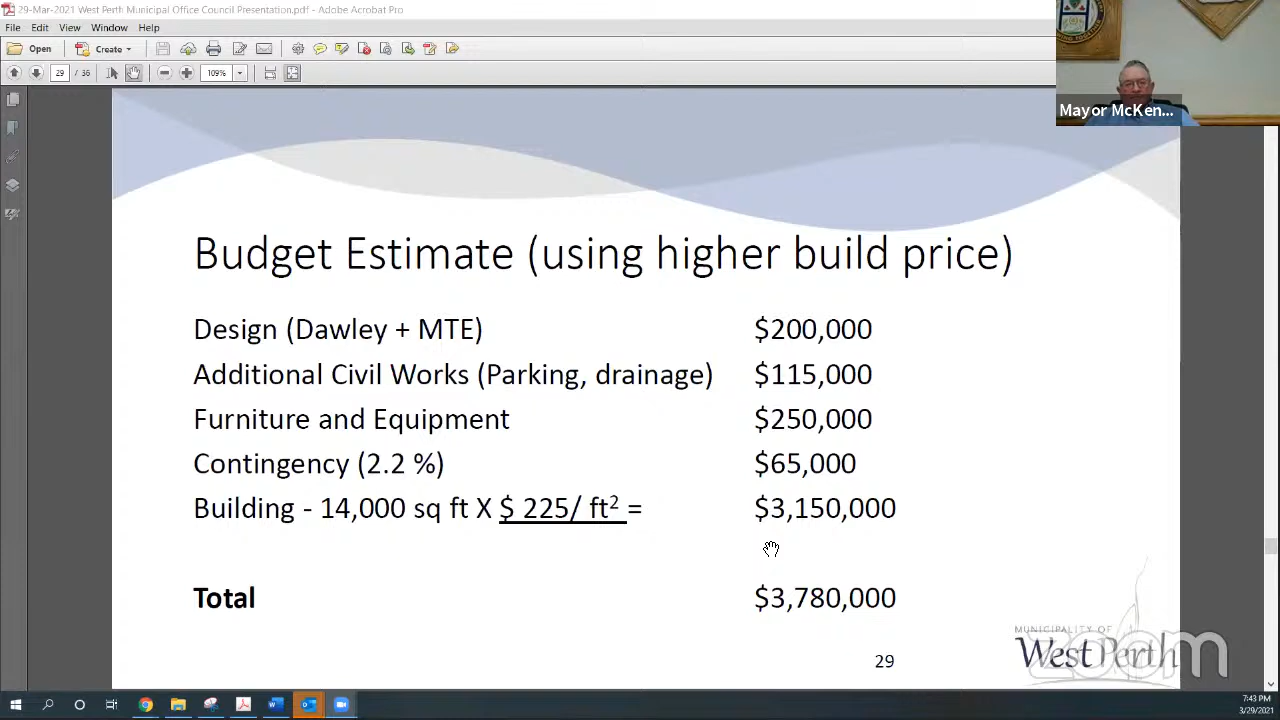 29-Mar-2021 West Perth Municipal Office Council Presentation.pdf - Adobe Acrobat Pro
File Edit View Window Help
Open Create
29 / 36 109%
Mayor McKen...
Budget Estimate (using higher build price)
Design (Dawley + MTE) $200,000
Additional Civil Works (Parking, drainage) $115,000
Furniture and Equipment $250,000
Contingency (2.2 %) $65,000
Building - 14,000 sq ft X $ 225/ ft² = $3,150,000
Total $3,780,000
MUNICIPALITY OF
West Perth
zoom
29
7:43 PM
3/29/2021